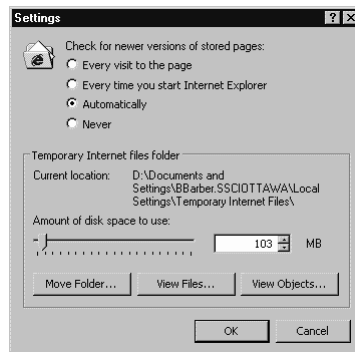 Settings
Check for newer versions of stored pages:
Every visit to the page
Every time you start Internet Explorer
Automatically
Never
Temporary Internet files folder
Current location:
D:\Documents and
Settings\BBarber.SSCIOTTAWA\Local
Settings\Temporary Internet Files\
Amount of disk space to use:
103 MB
Move Folder... View Files... View Objects...
OK Cancel